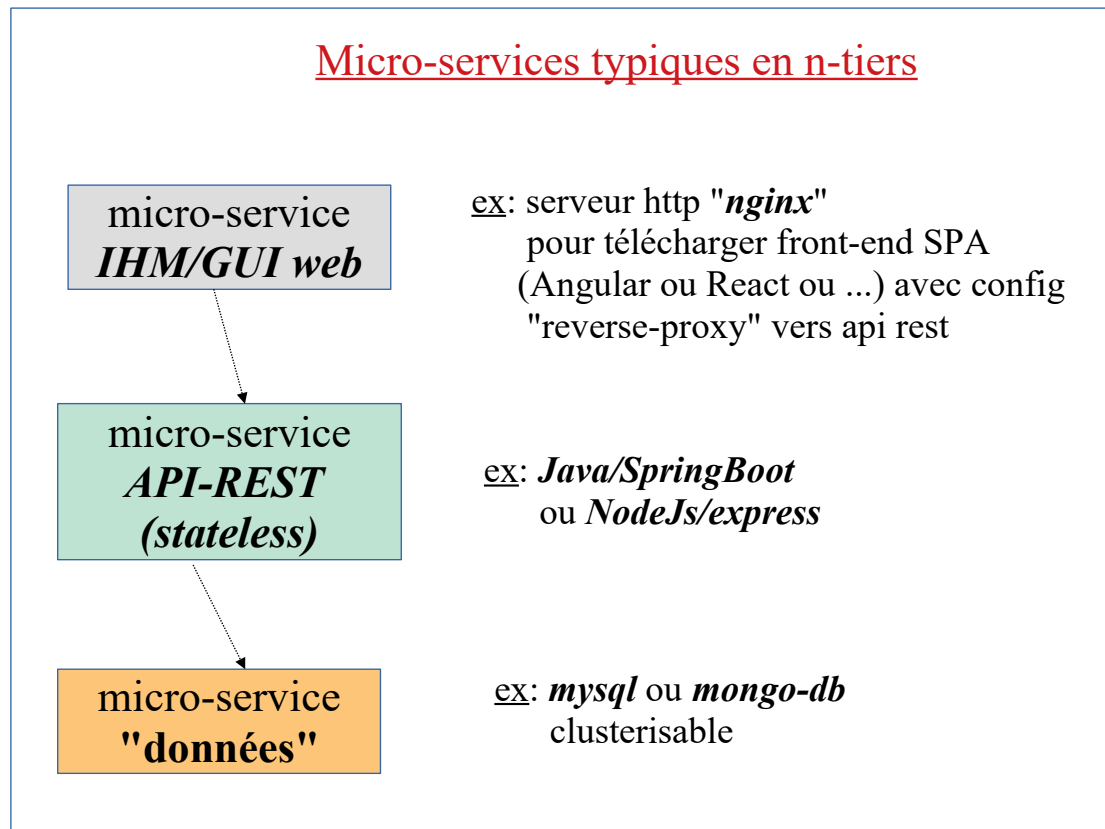 Micro-services typiques en n-tiers
micro-service
IHM/GUI web
ex: serveur http "nginx"
pour télécharger front-end SPA
(Angular ou React ou ...) avec config
"reverse-proxy" vers api rest
micro-service
API-REST
(stateless)
ex: Java/SpringBoot
ou NodeJs/express
micro-service
"données"
ex: mysql ou mongo-db
clusterisable